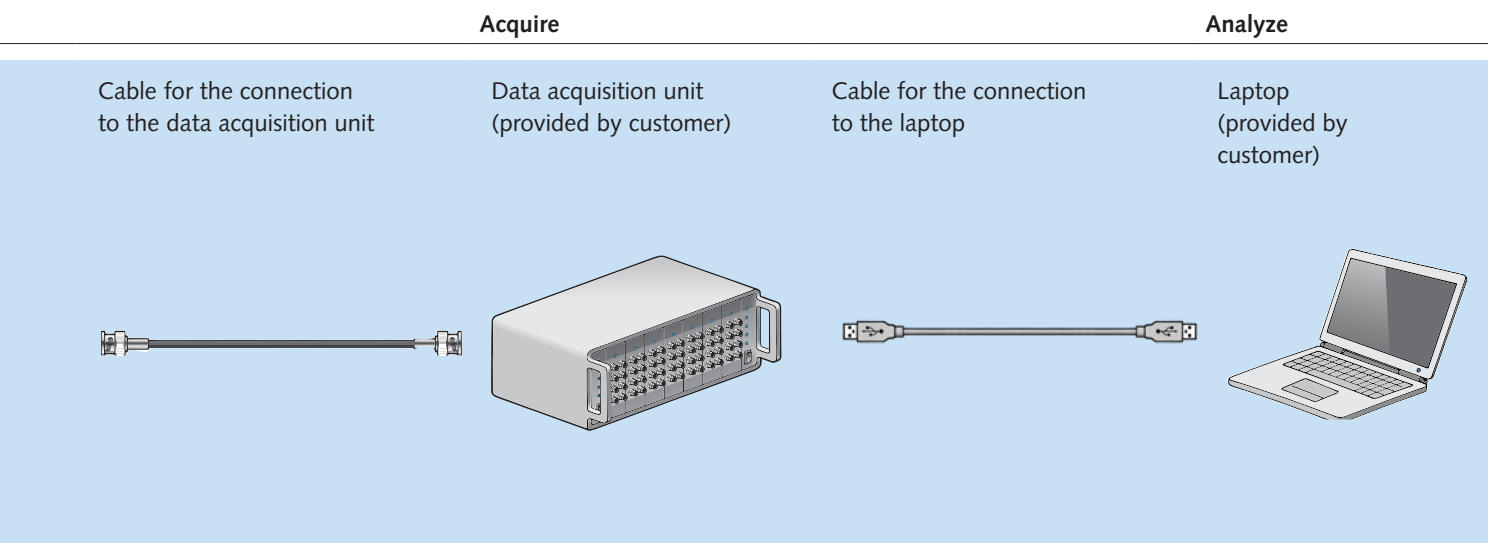 Acquire
Analyze
Cable for the connection
to the data acquisition unit
Data acquisition unit
(provided by customer)
Cable for the connection
to the laptop
Laptop
(provided by
customer)